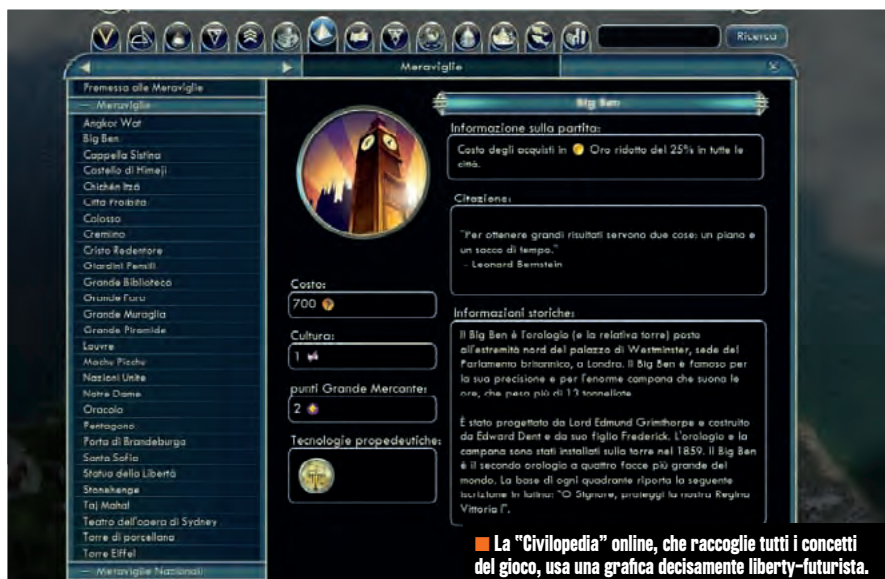 Ricerca
Meraviglie
Premessa alle Meraviglie
— Meraviglie
Angkor Wat
Big Ben
Cappella Sistina
Castello di Himeji
Chichén Itzá
Città Proibita
Colosso
Cremlino
Cristo Redentore
Giardini Pensili
Grande Biblioteca
Grande Faro
Grande Muraglia
Grande Piramide
Louvre
Machu Picchu
Nazioni Unite
Notre Dame
Oracolo
Pentagono
Porta di Brandeburgo
Santa Sofia
Statua della Libertà
Stonehenge
Taj Mahal
Teatro dell'opera di Sydney
Torre di porcellana
Torre Eiffel
— Meraviglie Nazionali
Costo:
700
Cultura:
1
punti Grande Mercante:
2
Tecnologie propedeutiche:
Big Ben
Informazione sulla partita:
Costo degli acquisti in Oro ridotto del 25% in tutte le
città.
Citazione:
"Per ottenere grandi risultati servono due cose: un piano e
un sacco di tempo."
- Leonard Bernstein
Informazioni storiche:
Il Big Ben è l'orologio (e la relativa torre) posto
all'estremità nord del palazzo di Westminster, sede del
Parlamento britannico, a Londra. Il Big Ben è famoso per
la sua precisione e per l'enorme campana che suona le
ore, che pesa più di 13 tonnellate.
È stato progettato da Lord Edmund Grimthorpe e costruito
da Edward Dent e da suo figlio Frederick. L'orologio e la
campana sono stati installati sulla torre nel 1859. Il Big Ben
è il secondo orologio a quattro facce più grande del
mondo. La base di ogni quadrante riporta la seguente
iscrizione in latino: "O Signore, proteggi la nostra Regina
Vittoria I".
■ La "Civilopedia" online, che raccoglie tutti i concetti
del gioco, usa una grafica decisamente liberty-futurista.